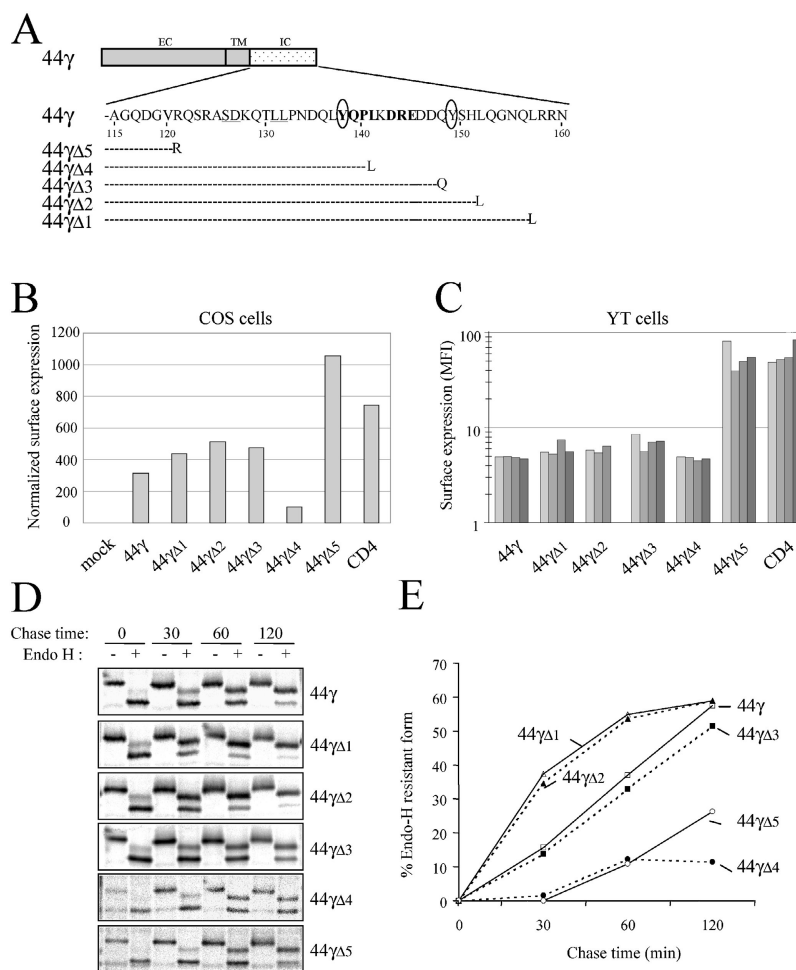 A
EC TM IC
44γ
44γ -AGQDGVRQSRASDKQTLLPNDQLYQPLKDREDDQYSHLQGNQLRRN
115 120 130 140 150 160
44γΔ5 R
44γΔ4 L
44γΔ3 Q
44γΔ2 L
44γΔ1 L
B
COS cells
Normalized surface expression
1200
1000
800
600
400
200
0
mock 44γ 44γΔ1 44γΔ2 44γΔ3 44γΔ4 44γΔ5 CD4
C
YT cells
Surface expression (MFI)
100
10
1
44γ 44γΔ1 44γΔ2 44γΔ3 44γΔ4 44γΔ5 CD4
D
Chase time: 0 30 60 120
Endo H : - + - + - + - +
44γ
44γΔ1
44γΔ2
44γΔ3
44γΔ4
44γΔ5
E
% Endo-H resistant form
70
60
50
40
30
20
10
0
44γΔ1
44γΔ2
44γ
44γΔ3
44γΔ5
44γΔ4
0 30 60 120
Chase time (min)